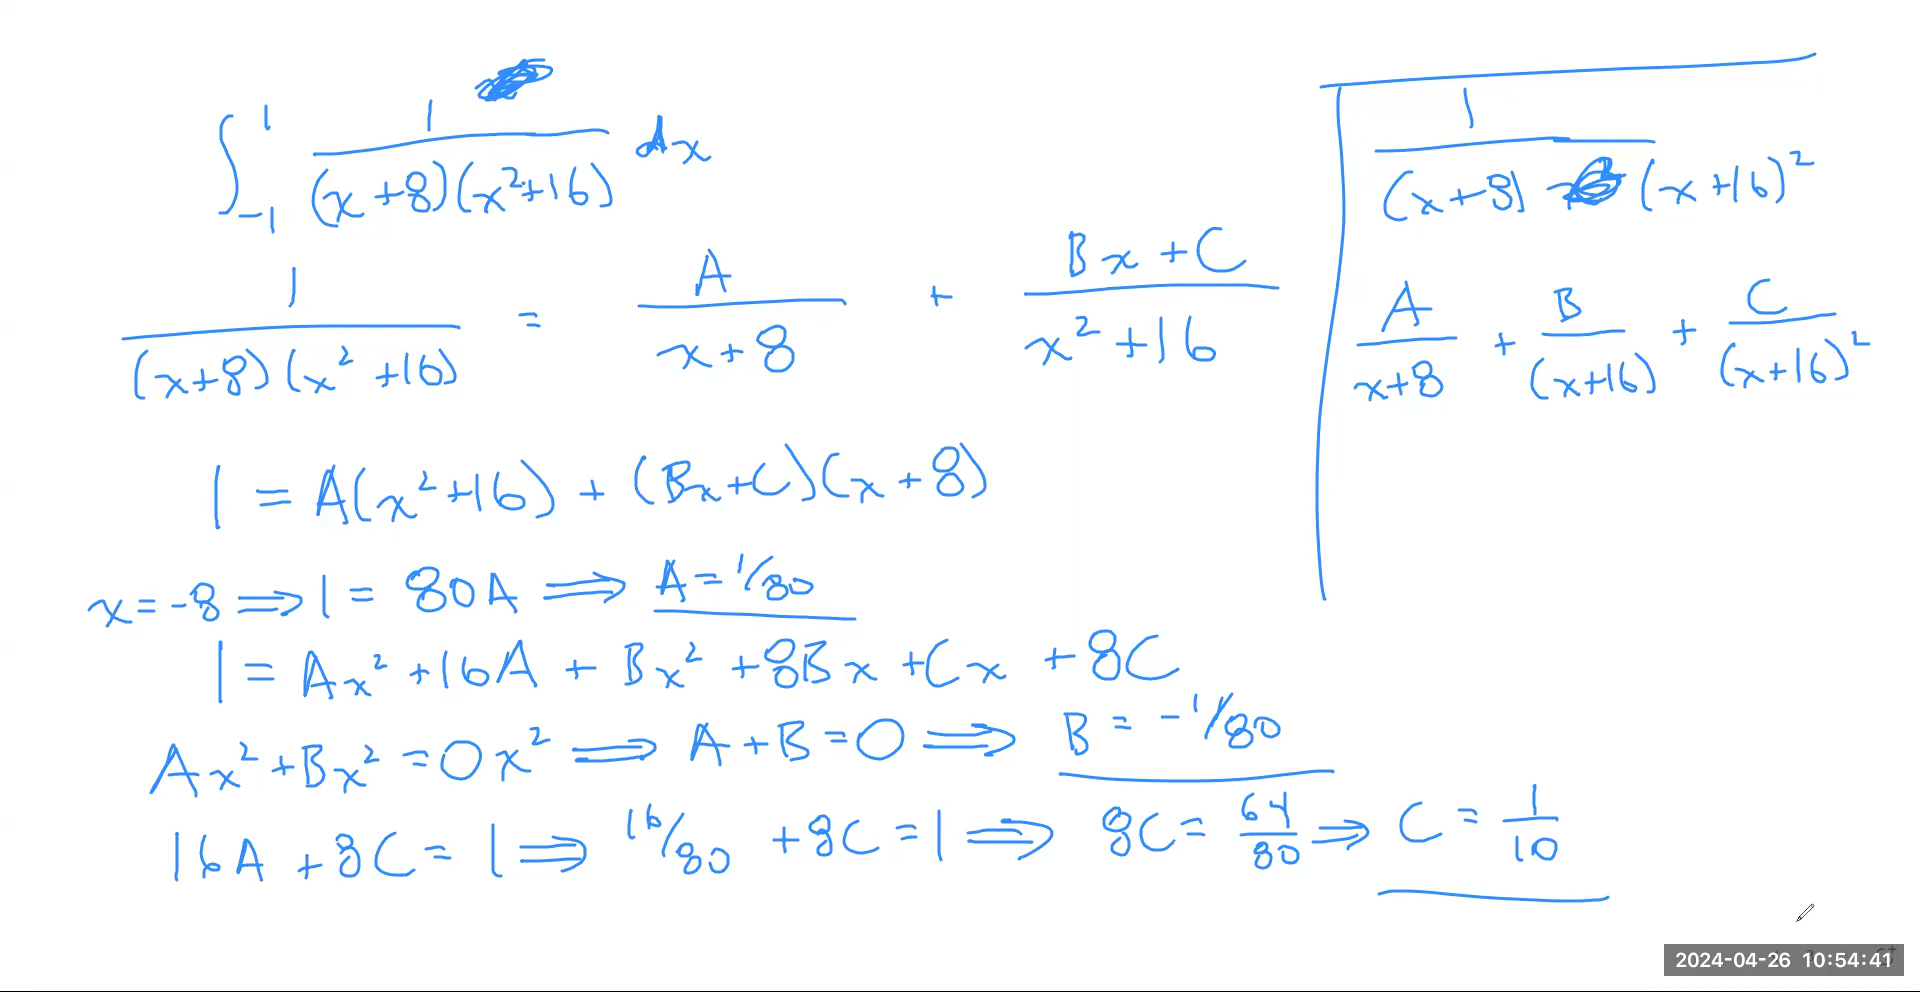 ∫_{-1}^{1} 1/((x+8)(x²+16)) dx
1/((x+8)(x²+16)) = A/(x+8) + (Bx+C)/(x²+16)
1 = A(x²+16) + (Bx+C)(x+8)
x=-8 ⟹ 1 = 80A ⟹ A = 1/80
1 = Ax² +16A + Bx² +8Bx +Cx +8C
Ax²+Bx² = 0x² ⟹ A+B=0 ⟹ B = -1/80
16A +8C = 1 ⟹ 16/80 +8C = 1 ⟹ 8C = 64/80 ⟹ C = 1/10
1/((x+8)(x+16)²)
A/(x+8) + B/(x+16) + C/(x+16)²
2024-04-26 10:54:41